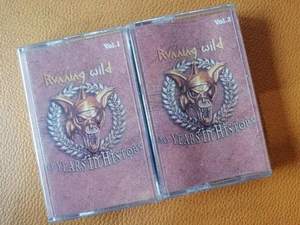 Vol.1
Running Wild
20 Years In History
Vol.2
Running Wild
20 Years In History